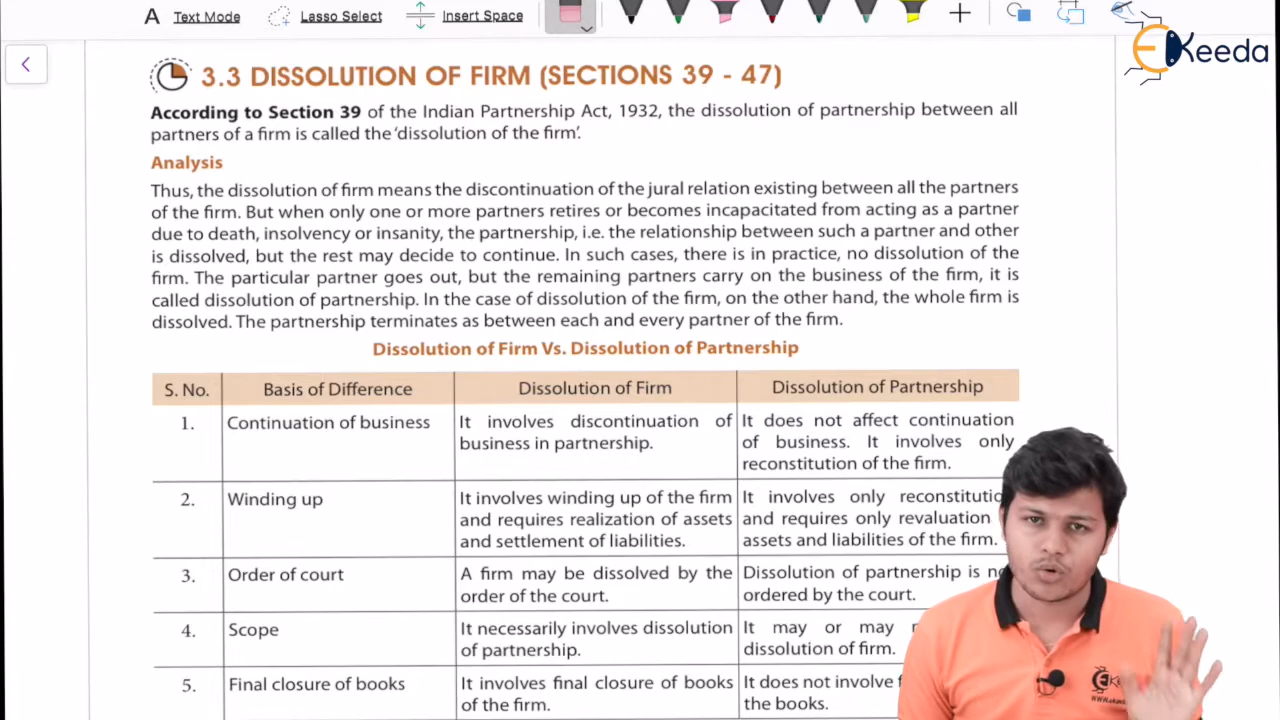 A Text Mode Lasso Select Insert Space
EKeeda
3.3 DISSOLUTION OF FIRM (SECTIONS 39 - 47)
According to Section 39 of the Indian Partnership Act, 1932, the dissolution of partnership between all
partners of a firm is called the 'dissolution of the firm'.
Analysis
Thus, the dissolution of firm means the discontinuation of the jural relation existing between all the partners
of the firm. But when only one or more partners retires or becomes incapacitated from acting as a partner
due to death, insolvency or insanity, the partnership, i.e. the relationship between such a partner and other
is dissolved, but the rest may decide to continue. In such cases, there is in practice, no dissolution of the
firm. The particular partner goes out, but the remaining partners carry on the business of the firm, it is
called dissolution of partnership. In the case of dissolution of the firm, on the other hand, the whole firm is
dissolved. The partnership terminates as between each and every partner of the firm.
Dissolution of Firm Vs. Dissolution of Partnership
S. No. Basis of Difference Dissolution of Firm Dissolution of Partnership
1. Continuation of business It involves discontinuation of It does not affect continuation
business in partnership. of business. It involves only
reconstitution of the firm.
2. Winding up It involves winding up of the firm It involves only
and requires realization of assets and requires only revaluation
and settlement of liabilities. assets and liabilities of the firm.
3. Order of court A firm may be dissolved by the Dissolution of partnership is
order of the court. ordered by the court.
4. Scope It necessarily involves dissolution It may or may
of partnership. dissolution of firm.
5. Final closure of books It involves final closure of books It does not involve
of the firm. the books.